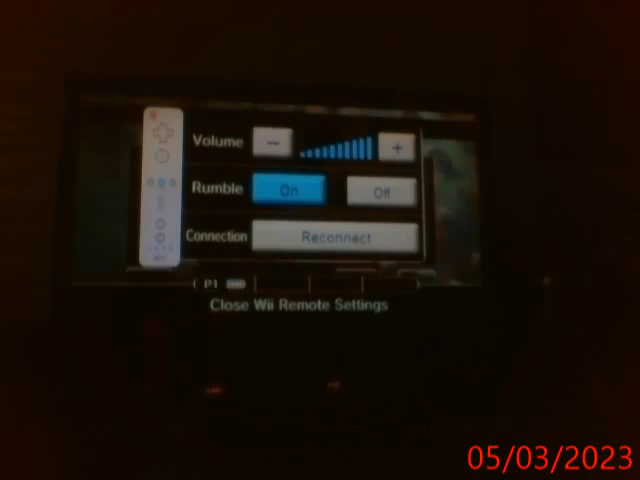 Volume − +
Rumble On Off
Connection Reconnect
P1
Close Wii Remote Settings
05/03/2023